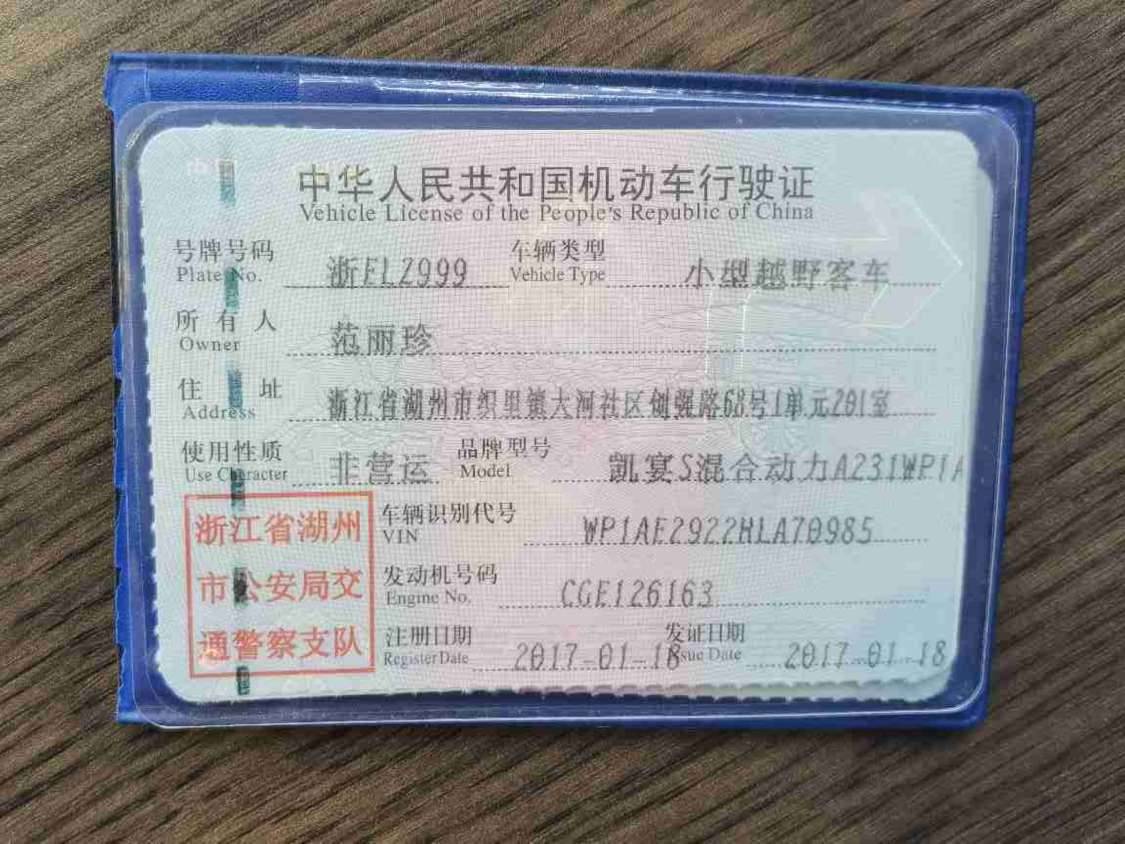 中华人民共和国机动车行驶证
Vehicle License of the People's Republic of China
号牌号码 浙ELZ999 车辆类型 小型越野客车
Plate No. Vehicle Type
所有人 范丽珍
Owner
住址 浙江省湖州市织里镇大河社区创强路68号1单元201室
Address
使用性质 非营运 品牌型号 凯宴S混合动力A231WP1A
Use Character Model
浙江省湖州
市公安局交
通警察支队
车辆识别代号 WP1AE2922HLA70985
VIN
发动机号码 CGE126163
Engine No.
注册日期 2017-01-18 发证日期 2017-01-18
Register Date Issue Date